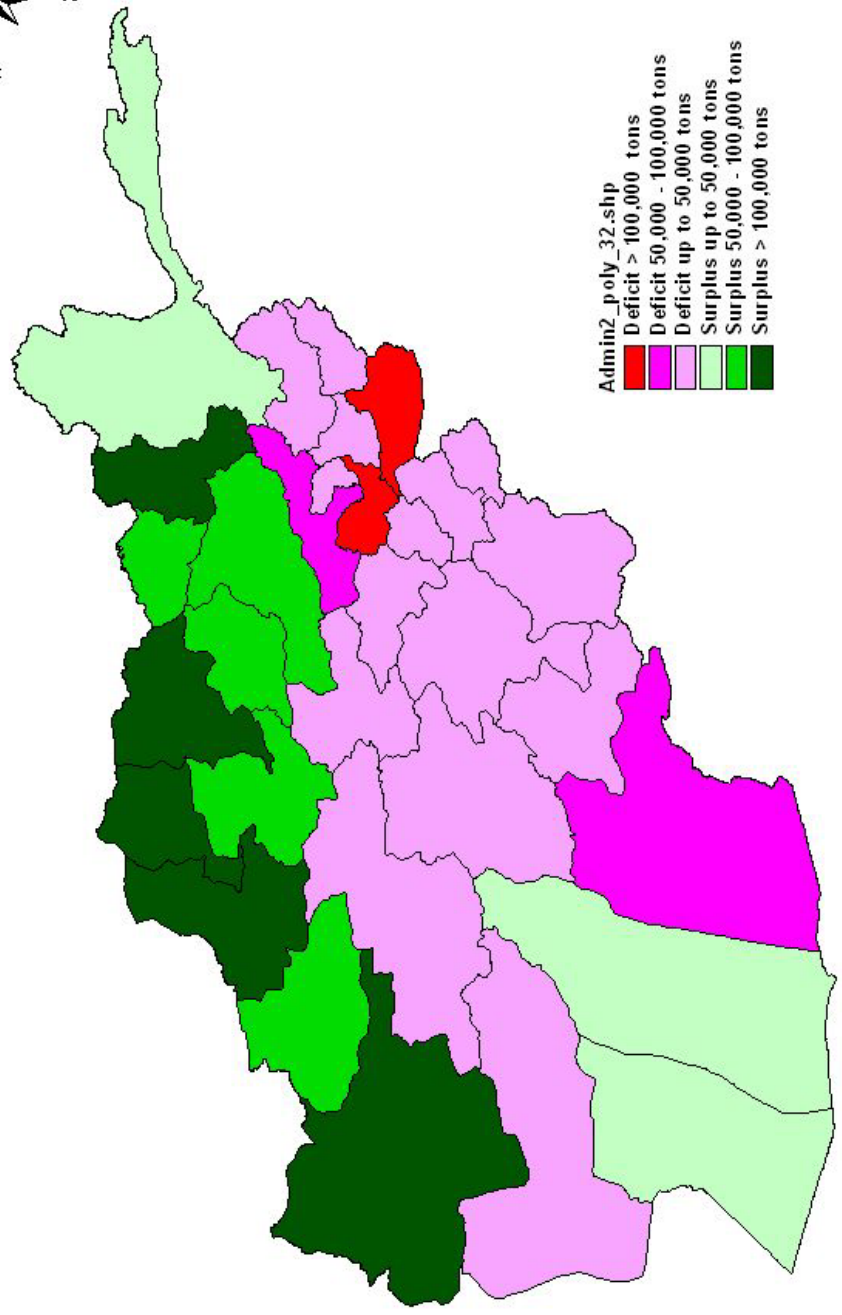 Admin2_poly_32.shp
Deficit > 100,000 tons
Deficit 50,000 - 100,000 tons
Deficit up to 50,000 tons
Surplus up to 50,000 tons
Surplus 50,000 - 100,000 tons
Surplus > 100,000 tons